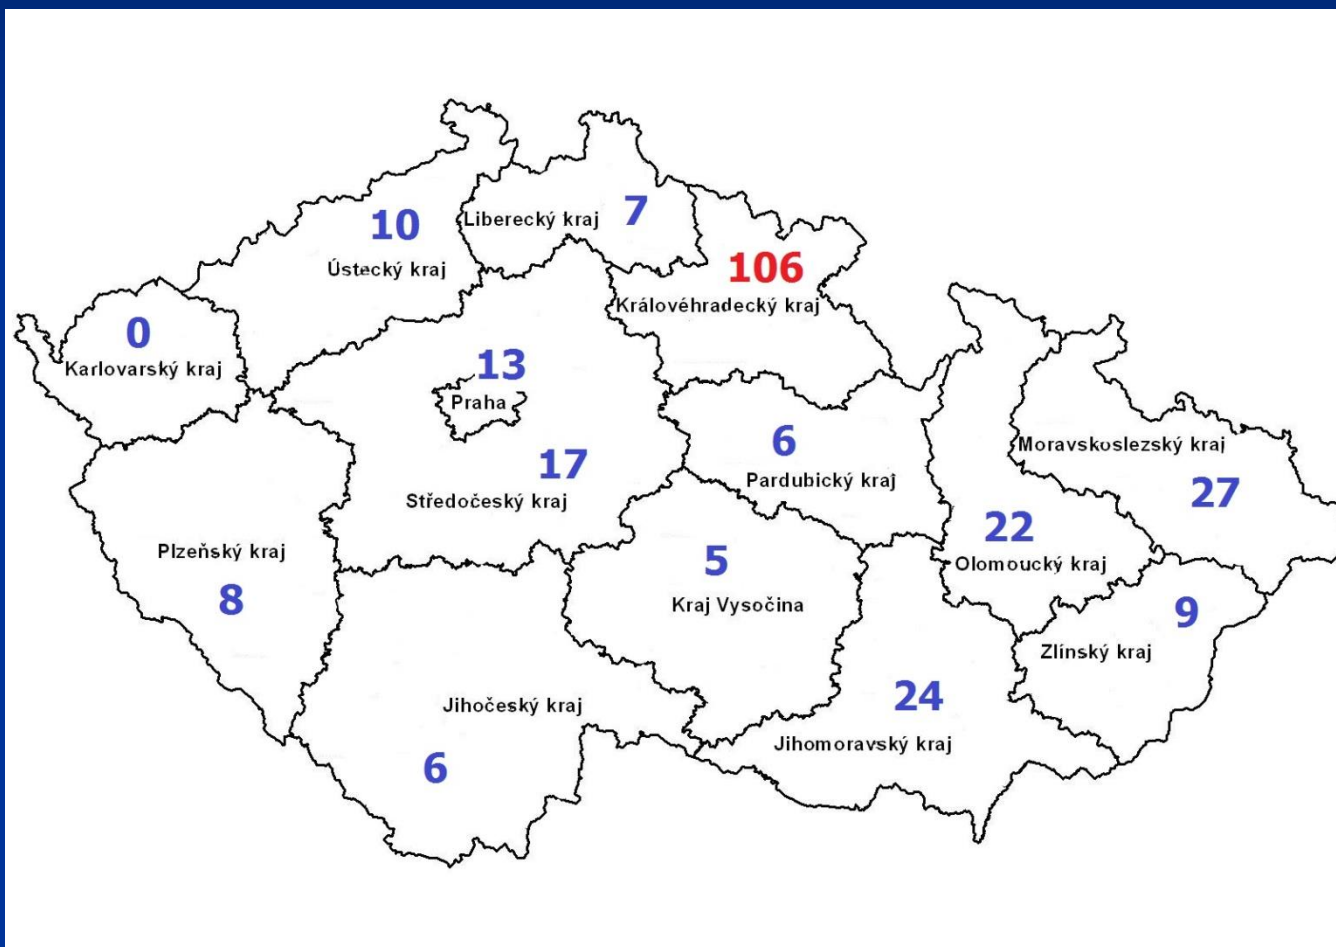 10
Ústecký kraj
Liberecký kraj
7
106
Královéhradecký kraj
0
Karlovarský kraj
13
Praha
17
Středočeský kraj
6
Pardubický kraj
Moravskoslezský kraj
27
22
Olomoucký kraj
Plzeňský kraj
8
5
Kraj Vysočina
9
Zlínský kraj
Jihočeský kraj
6
24
Jihomoravský kraj